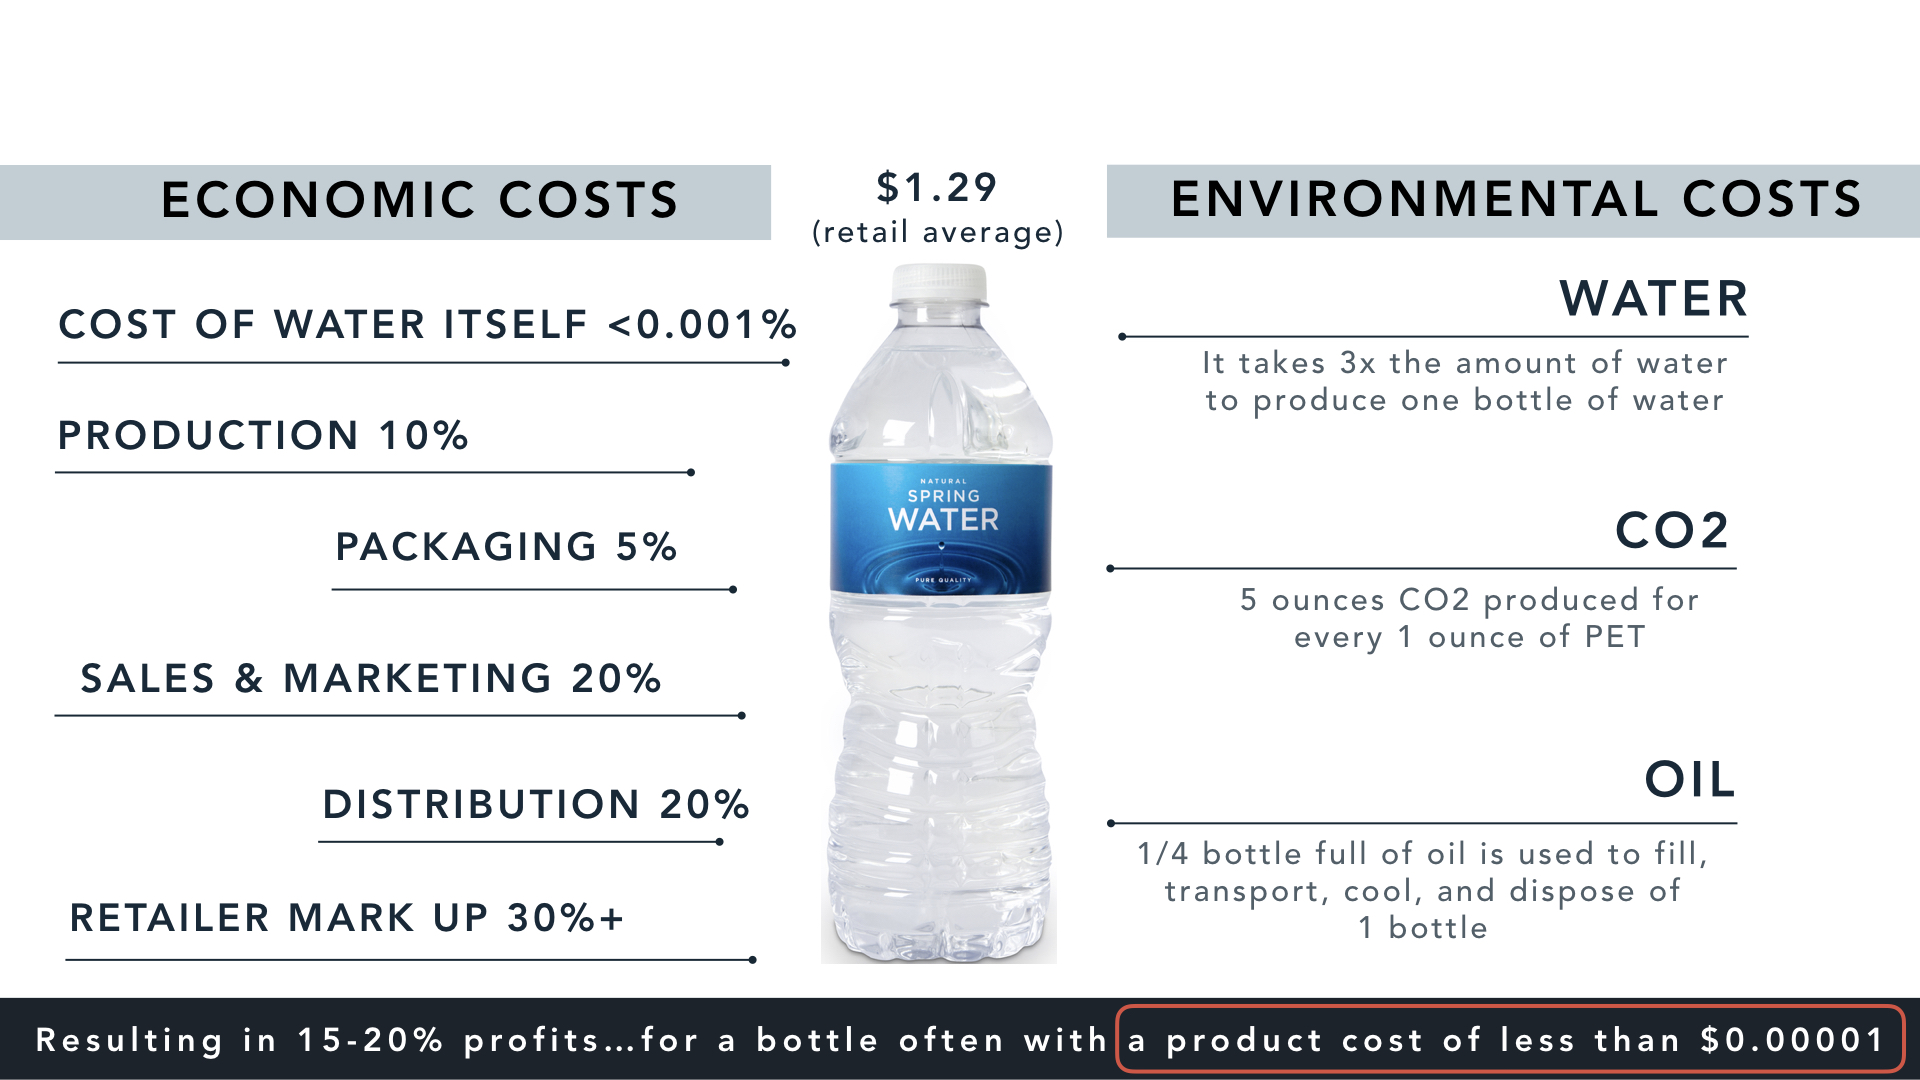 ECONOMIC COSTS
COST OF WATER ITSELF <0.001%
PRODUCTION 10%
PACKAGING 5%
SALES & MARKETING 20%
DISTRIBUTION 20%
RETAILER MARK UP 30%+
$1.29
(retail average)
NATURAL
SPRING
WATER
PURE QUALITY
ENVIRONMENTAL COSTS
WATER
It takes 3x the amount of water
to produce one bottle of water
CO2
5 ounces CO2 produced for
every 1 ounce of PET
OIL
1/4 bottle full of oil is used to fill,
transport, cool, and dispose of
1 bottle
Resulting in 15-20% profits...for a bottle often with a product cost of less than $0.00001